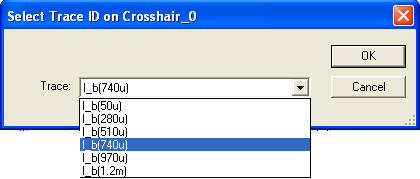 Select Trace ID on Crosshair_0
OK
Trace: I_b(740u)
Cancel
I_b(50u)
I_b(280u)
I_b(510u)
I_b(740u)
I_b(970u)
I_b(1.2m)